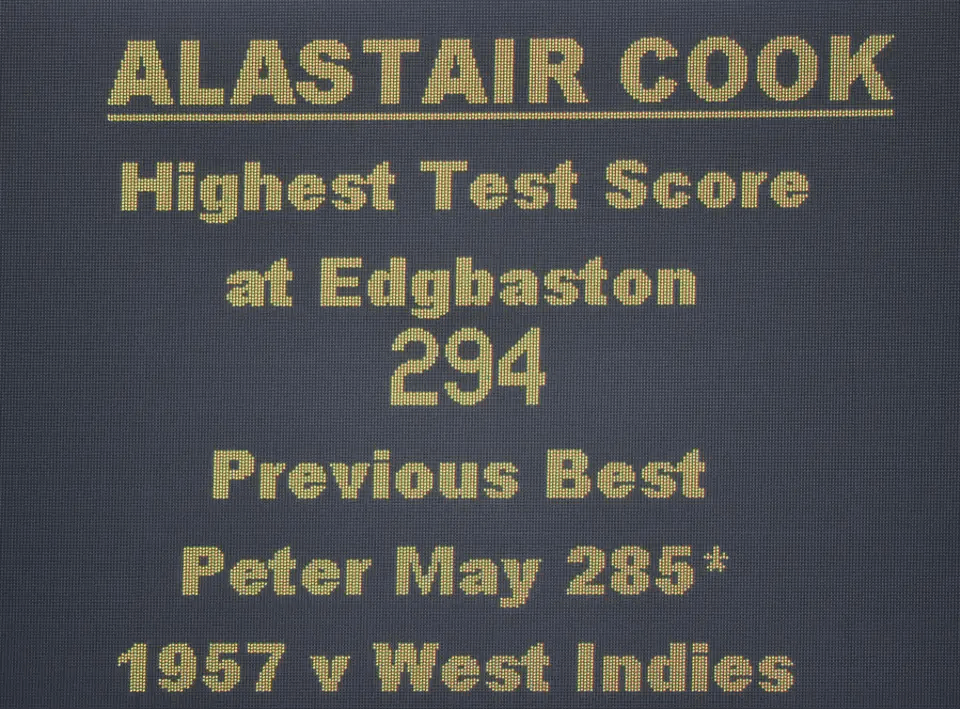 ALASTAIR COOK
Highest Test Score
at Edgbaston
294
Previous Best
Peter May 285*
1957 v West Indies